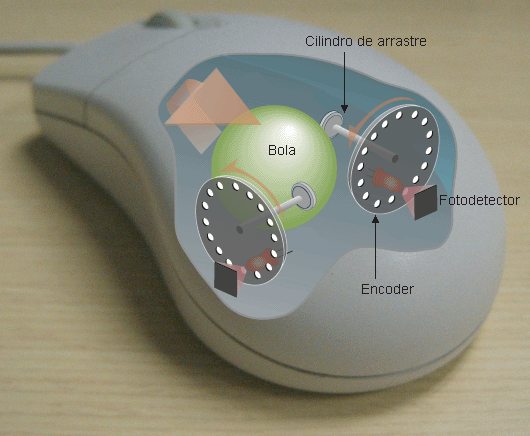 Cilindro de arrastre
Bola
Fotodetector
Encoder